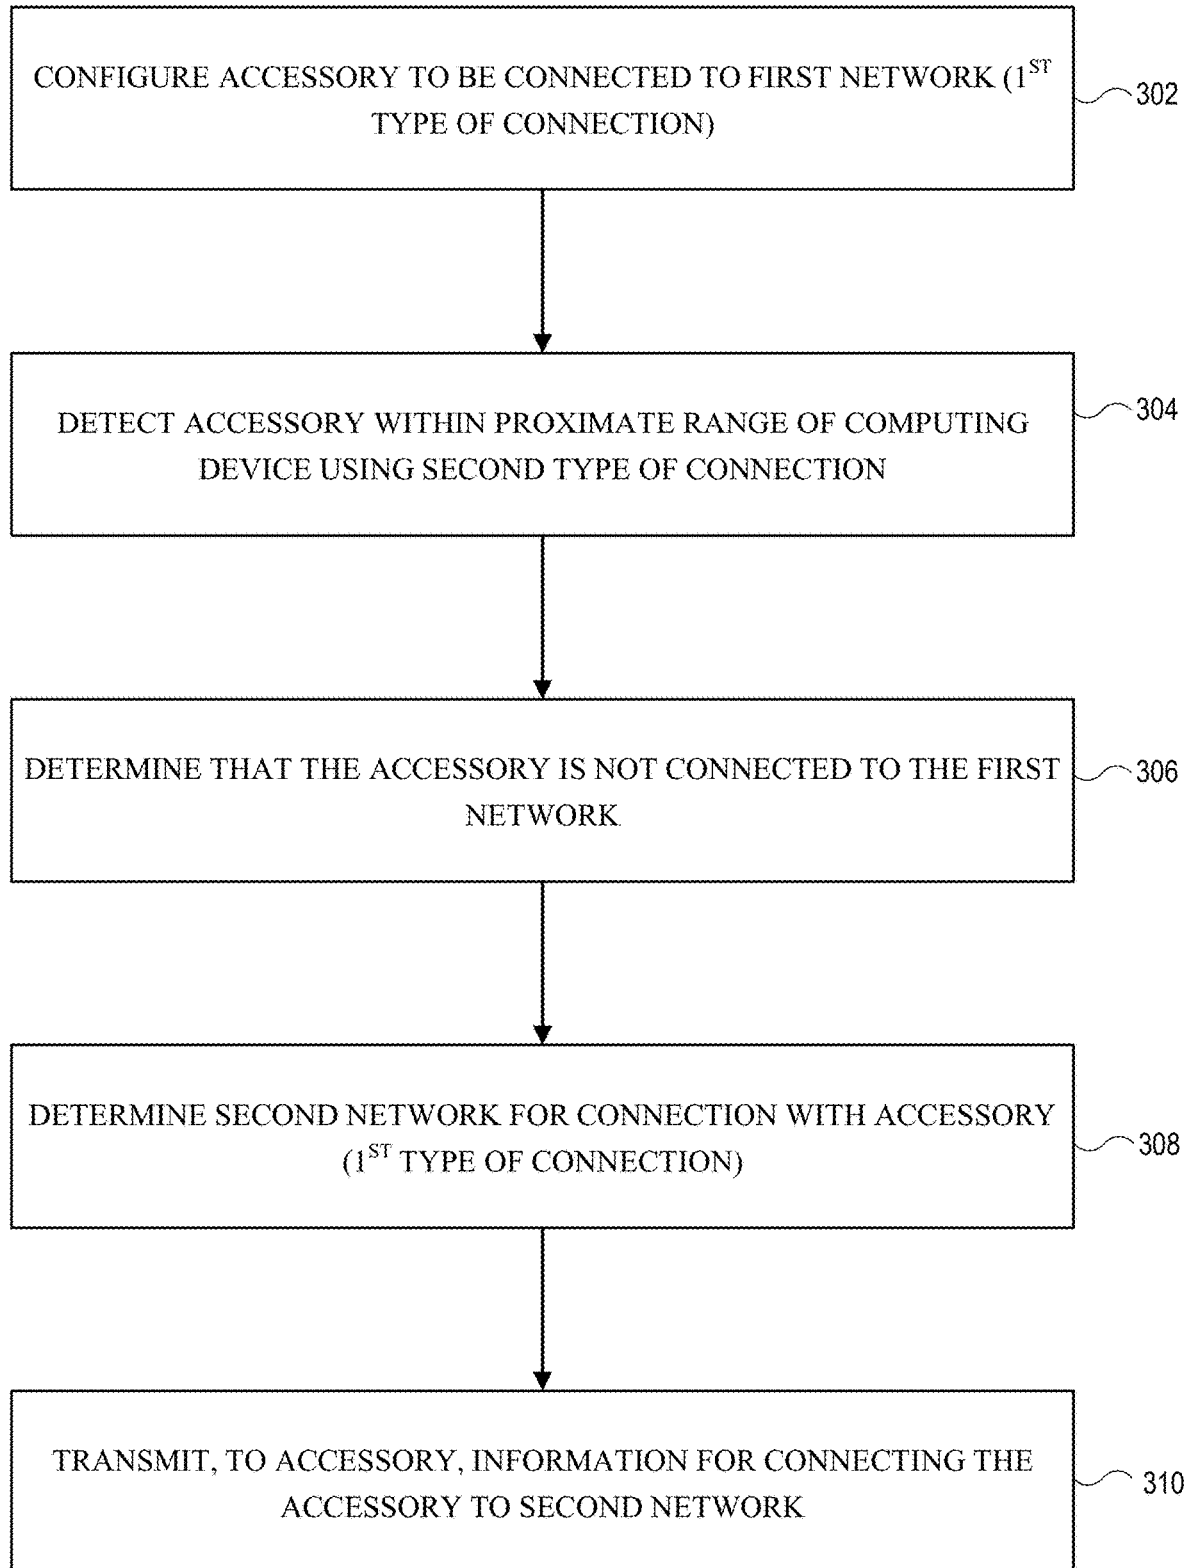 CONFIGURE ACCESSORY TO BE CONNECTED TO FIRST NETWORK (1ST
TYPE OF CONNECTION)
302
DETECT ACCESSORY WITHIN PROXIMATE RANGE OF COMPUTING
DEVICE USING SECOND TYPE OF CONNECTION
304
DETERMINE THAT THE ACCESSORY IS NOT CONNECTED TO THE FIRST
NETWORK
306
DETERMINE SECOND NETWORK FOR CONNECTION WITH ACCESSORY
(1ST TYPE OF CONNECTION)
308
TRANSMIT, TO ACCESSORY, INFORMATION FOR CONNECTING THE
ACCESSORY TO SECOND NETWORK
310